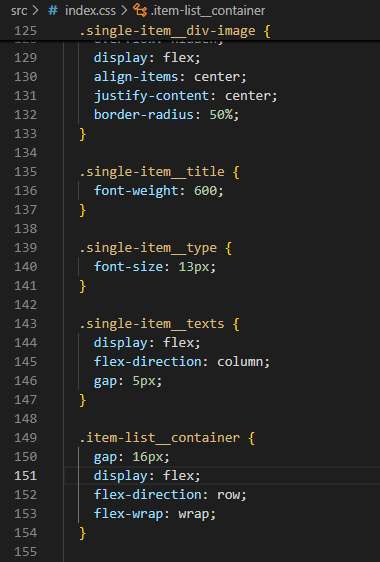 src > # index.css > .item-list__container
125 .single-item__div-image {
128 overflow: hidden;
129 display: flex;
130 align-items: center;
131 justify-content: center;
132 border-radius: 50%;
133 }
134
135 .single-item__title {
136 font-weight: 600;
137 }
138
139 .single-item__type {
140 font-size: 13px;
141 }
142
143 .single-item__texts {
144 display: flex;
145 flex-direction: column;
146 gap: 5px;
147 }
148
149 .item-list__container {
150 gap: 16px;
151 display: flex;
152 flex-direction: row;
153 flex-wrap: wrap;
154 }
155